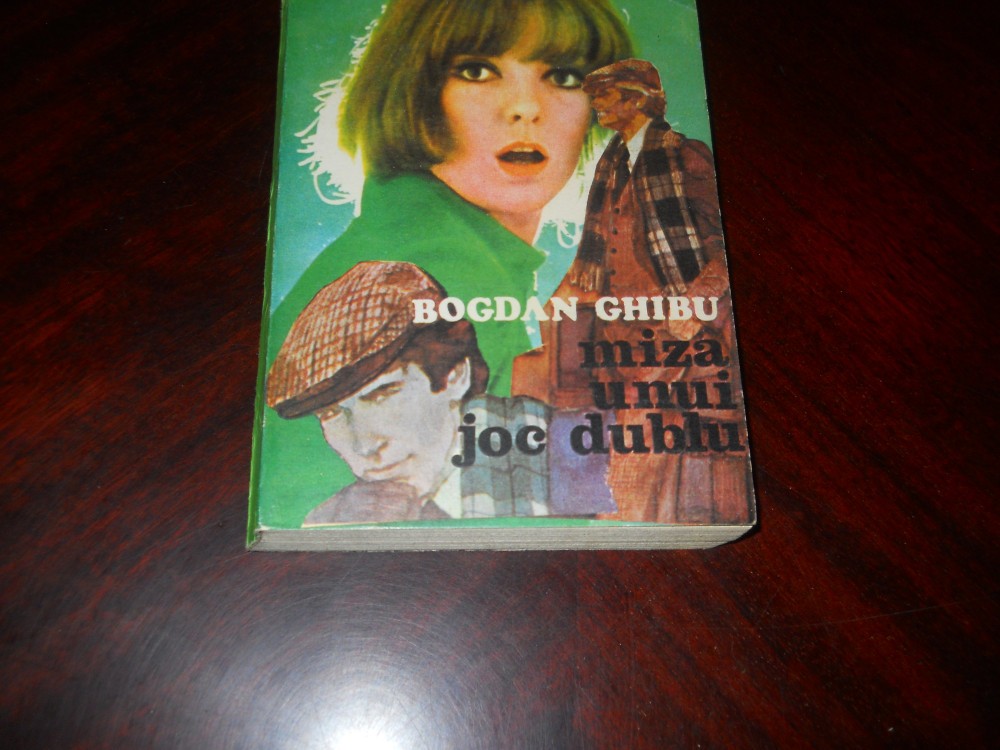 BOGDAN GHIBU
miza
unui
joc dublu